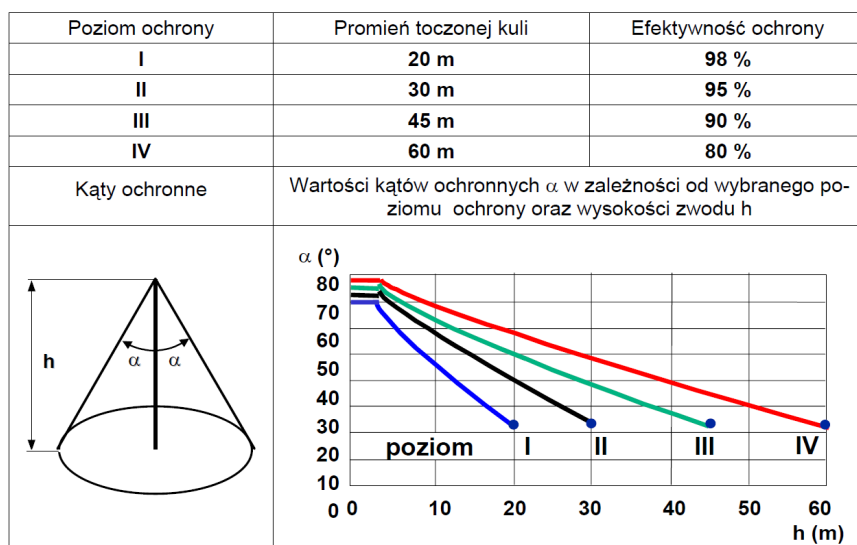 Poziom ochrony Promień toczonej kuli Efektywność ochrony
I 20 m 98 %
II 30 m 95 %
III 45 m 90 %
IV 60 m 80 %
Kąty ochronne Wartości kątów ochronnych α w zależności od wybranego po-
ziomu ochrony oraz wysokości zwodu h
α (°)
80
70
60
50
40
30
20
10
0
h α α
poziom I II III IV
0 10 20 30 40 50 60
h (m)